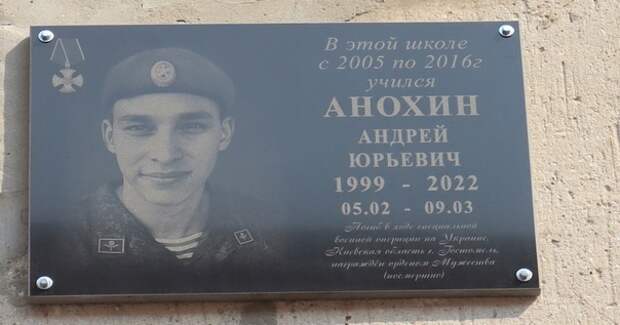 В этой школе
с 2005 по 2016г
учился
АНОХИН
АНДРЕЙ
ЮРЬЕВИЧ
1999 - 2022
05.02 - 09.03
Погиб в ходе специальной
военной операции на Украине,
Киевская область г. Гостомель,
награждён орденом Мужества
(посмертно)